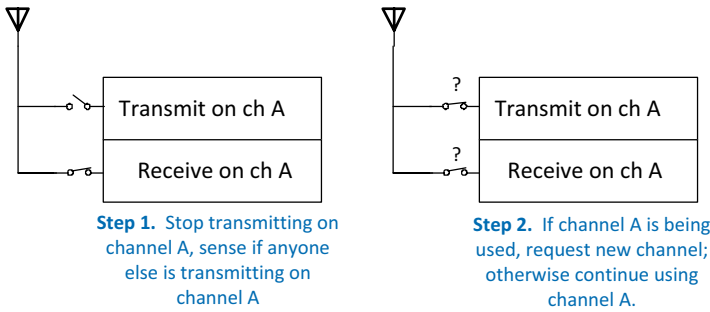 Transmit on ch A
Receive on ch A
Step 1. Stop transmitting on
channel A, sense if anyone
else is transmitting on
channel A
?
Transmit on ch A
?
Receive on ch A
Step 2. If channel A is being
used, request new channel;
otherwise continue using
channel A.